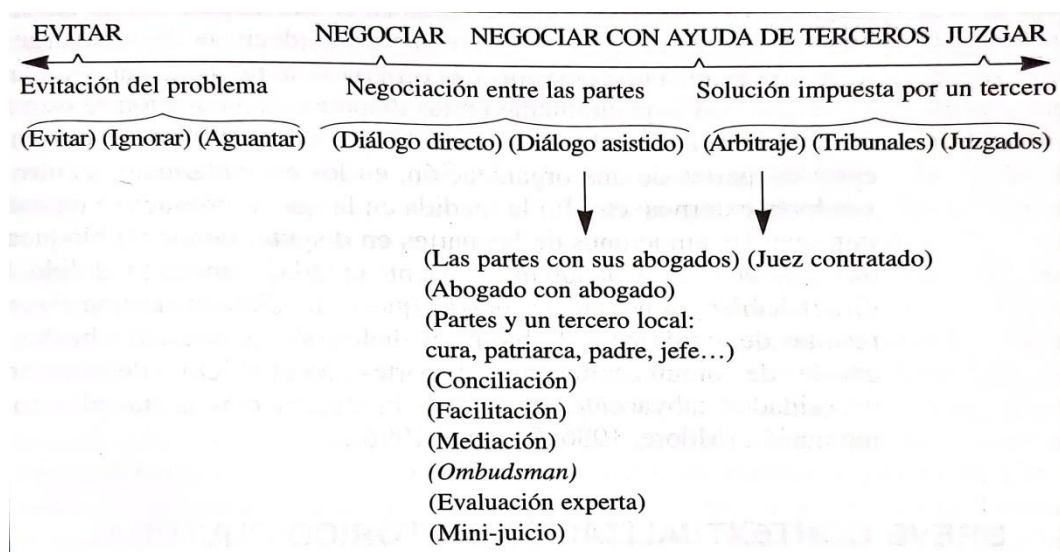 EVITAR NEGOCIAR NEGOCIAR CON AYUDA DE TERCEROS JUZGAR
Evitación del problema Negociación entre las partes Solución impuesta por un tercero
(Evitar) (Ignorar) (Aguantar) (Diálogo directo) (Diálogo asistido) (Arbitraje) (Tribunales) (Juzgados)
(Las partes con sus abogados) (Juez contratado)
(Abogado con abogado)
(Partes y un tercero local:
cura, patriarca, padre, jefe…)
(Conciliación)
(Facilitación)
(Mediación)
(Ombudsman)
(Evaluación experta)
(Mini-juicio)